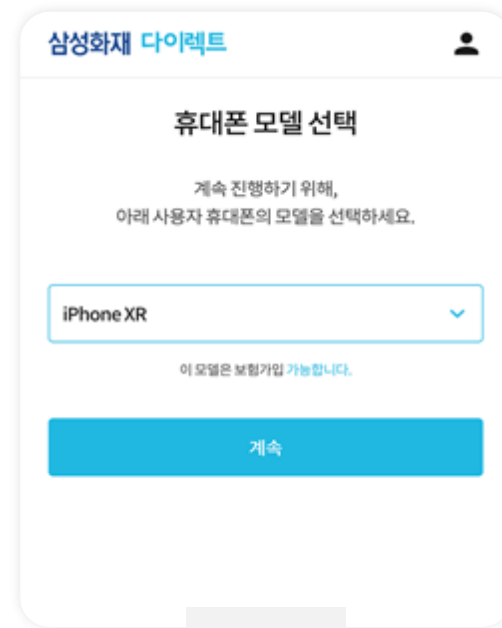 삼성화재 다이렉트
휴대폰 모델 선택
계속 진행하기 위해,
아래 사용자 휴대폰의 모델을 선택하세요.
iPhone XR
이 모델은 보험가입 가능합니다.
계속